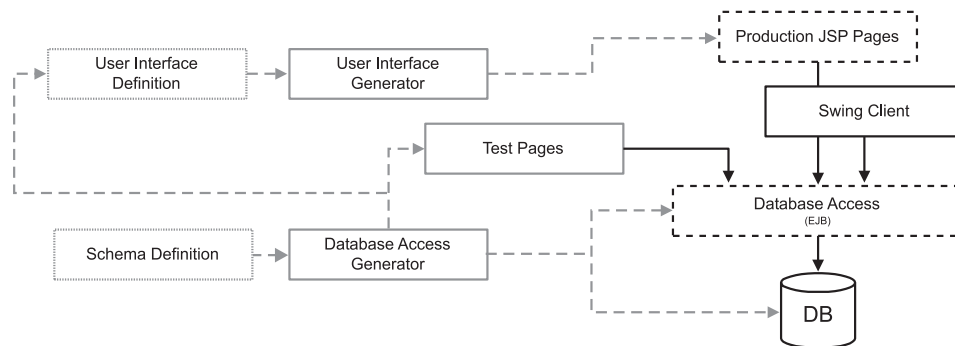 Production JSP Pages
User Interface
Definition
User Interface
Generator
Swing Client
Test Pages
Database Access
(EJB)
Schema Definition
Database Access
Generator
DB